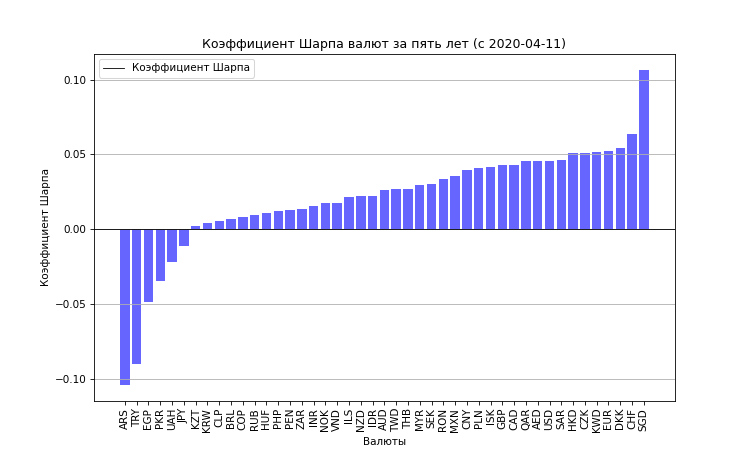 Коэффициент Шарпа валют за пять лет (с 2020-04-11)
Коэффициент Шарпа
Коэффициент Шарпа
0.10
0.05
0.00
−0.05
−0.10
ARS TRY EGP PKR UAH JPY KZT KRW CLP BRL COP RUB HUF PHP PEN ZAR INR NOK VND ILS NZD IDR AUD TWD THB MYR SEK RON MXN CNY PLN ISK GBP CAD QAR AED USD SAR HKD CZK KWD EUR DKK CHF SGD
Валюты